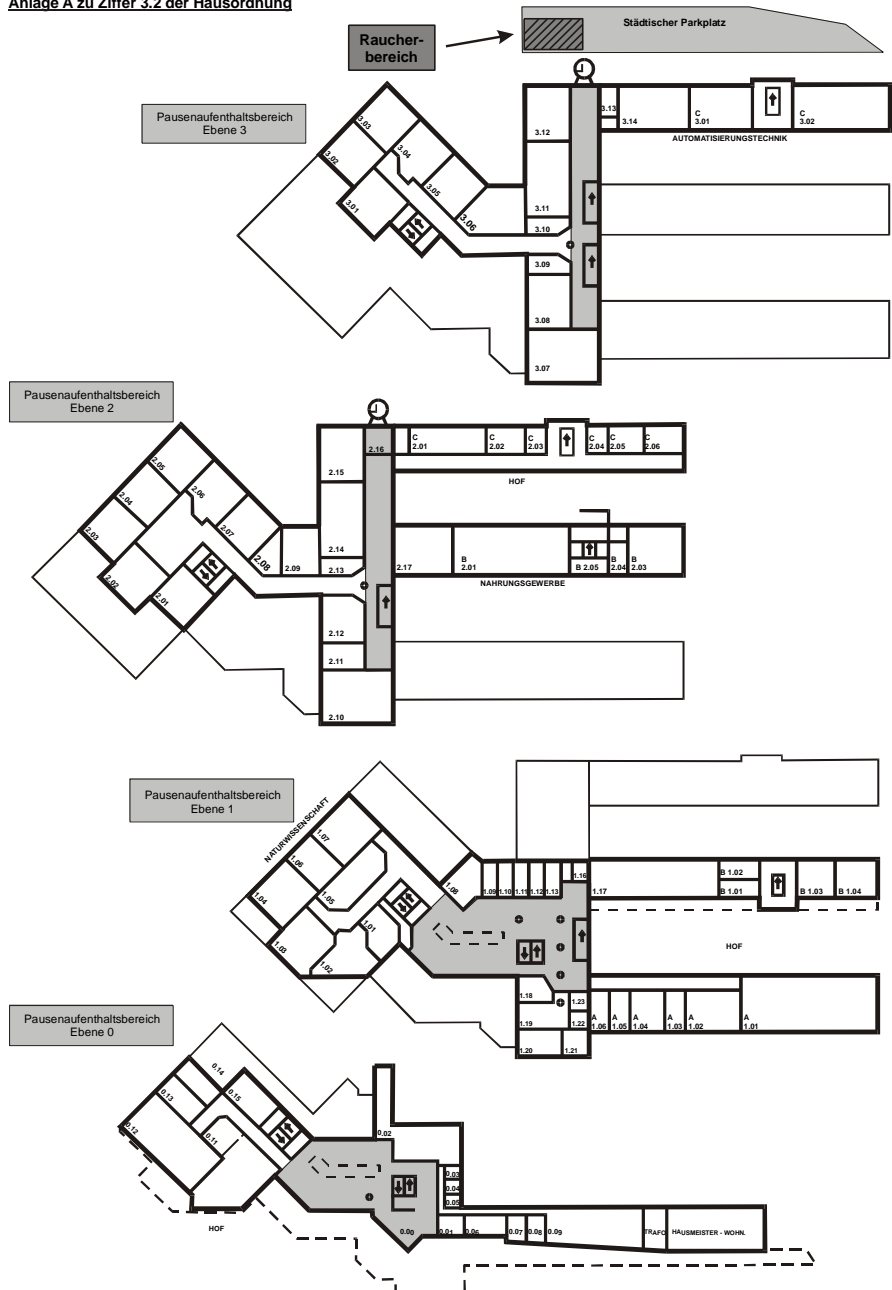 Anlage A zu Ziffer 3.2 der Hausordnung
Städtischer Parkplatz
Raucher-
bereich
Pausenaufenthaltsbereich
Ebene 3
3.03
3.04
3.02
3.05
3.01
3.06
3.12
3.13
3.14
C
3.01
C
3.02
AUTOMATISIERUNGSTECHNIK
3.11
3.10
3.09
3.08
3.07
Pausenaufenthaltsbereich
Ebene 2
2.05
2.06
2.04
2.07
2.03
2.08
2.02
2.01
2.09
2.16
2.15
2.14
2.13
2.12
2.11
2.10
C
2.01
C
2.02
C
2.03
C
2.04
C
2.05
C
2.06
HOF
2.17
B
2.01
B 2.05
B
2.04
B
2.03
NAHRUNGSGEWERBE
Pausenaufenthaltsbereich
Ebene 1
NATURWISSENSCHAFT
1.07
1.06
1.05
1.04
1.03
1.02
1.01
1.08
1.09
1.10
1.11
1.12
1.13
1.16
1.17
B 1.02
B 1.01
B 1.03
B 1.04
HOF
1.18
1.23
1.19
1.22
1.20
1.21
A
1.06
A
1.05
A
1.04
A
1.03
A
1.02
A
1.01
Pausenaufenthaltsbereich
Ebene 0
0.14
0.13
0.15
0.12
0.11
0.02
0.03
0.04
0.05
HOF
0.00
0.01
0.06
0.07
0.08
0.09
TRAFO
HAUSMEISTER - WOHN.